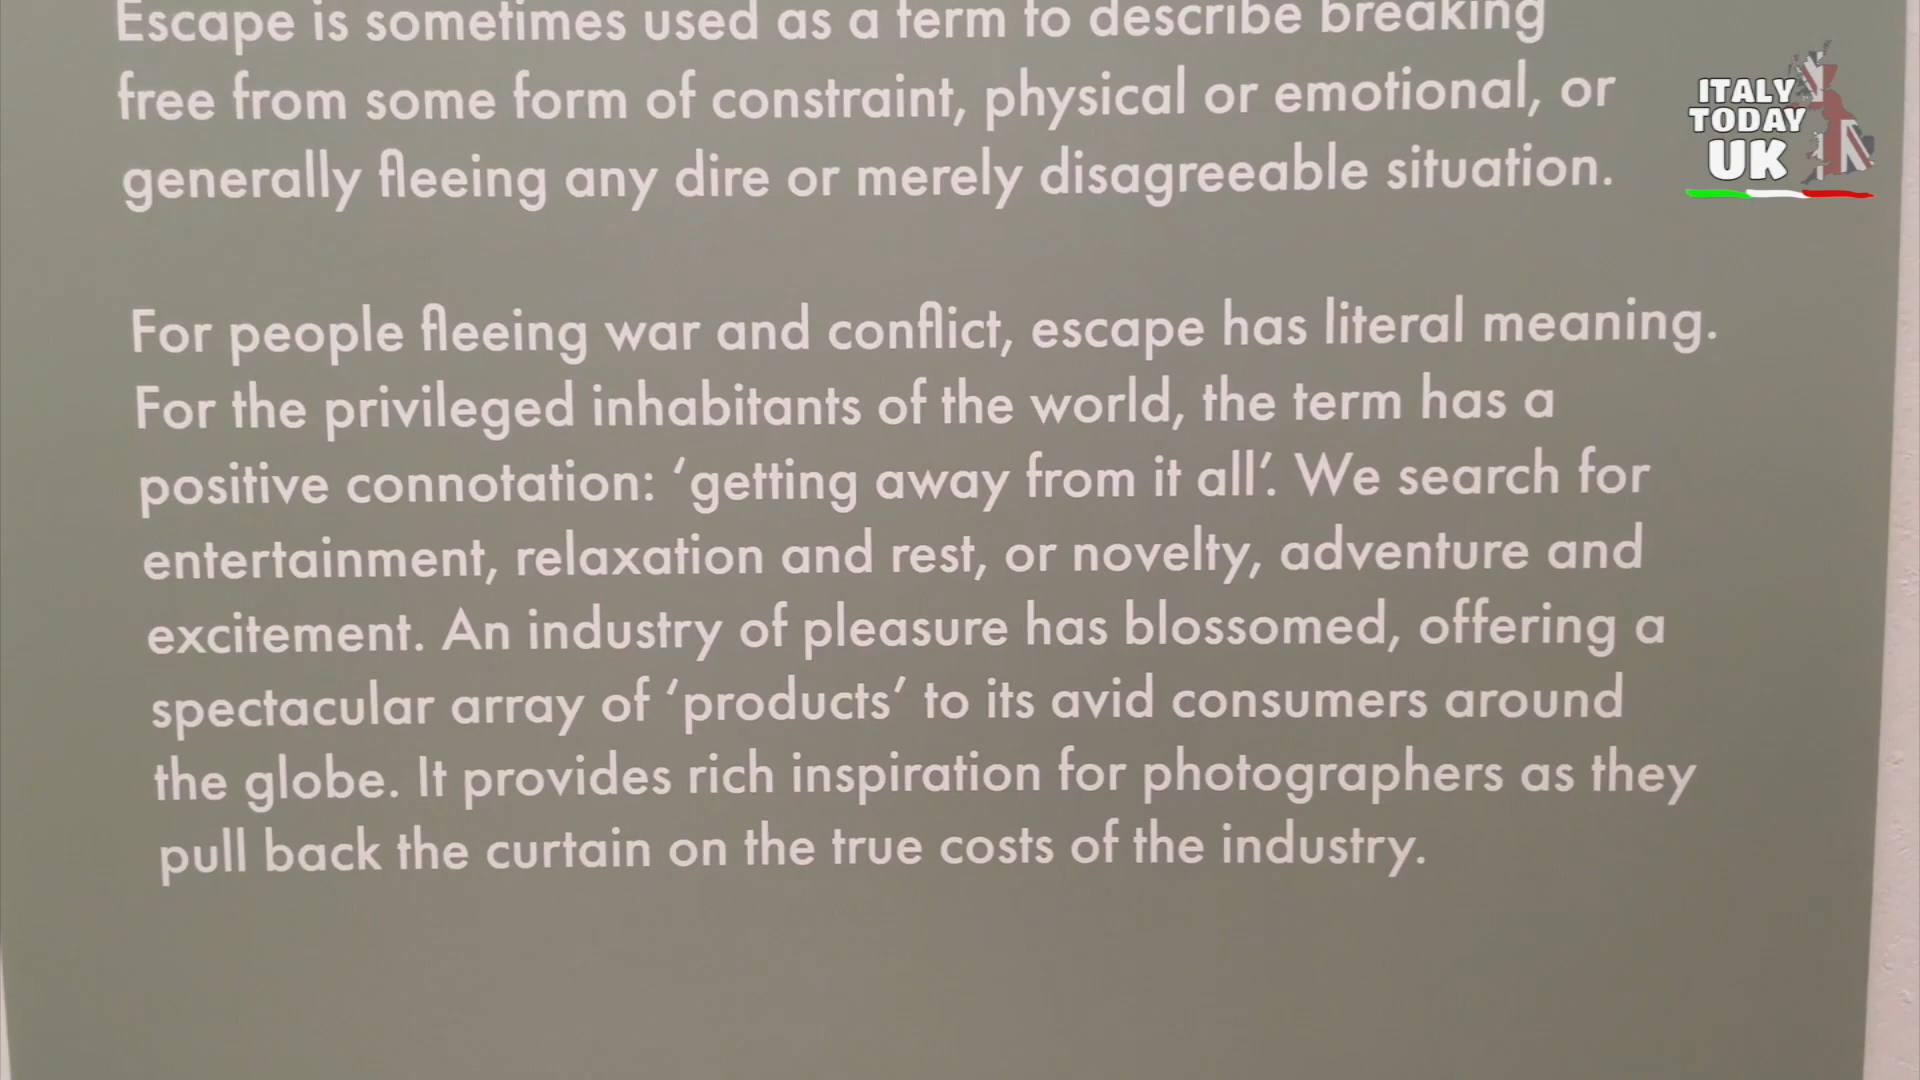 Escape is sometimes used as a term to describe breaking
free from some form of constraint, physical or emotional, or
generally fleeing any dire or merely disagreeable situation.
For people fleeing war and conflict, escape has literal meaning.
For the privileged inhabitants of the world, the term has a
positive connotation: ‘getting away from it all’. We search for
entertainment, relaxation and rest, or novelty, adventure and
excitement. An industry of pleasure has blossomed, offering a
spectacular array of ‘products’ to its avid consumers around
the globe. It provides rich inspiration for photographers as they
pull back the curtain on the true costs of the industry.
ITALY
TODAY
UK